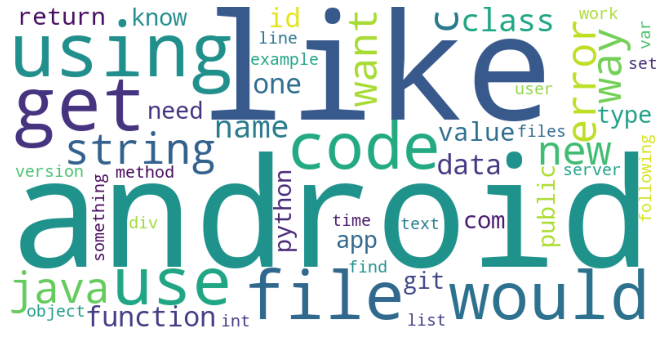 return know
like
c
class
id
line
example
one
want
work
var
set
error
way
type
using
get
need
name
string
code
value
files
user
data
new
server
public
following
version
method
something
android
div
python
time
app
text
com
find
java
use
file
git
would
object
function
int
list